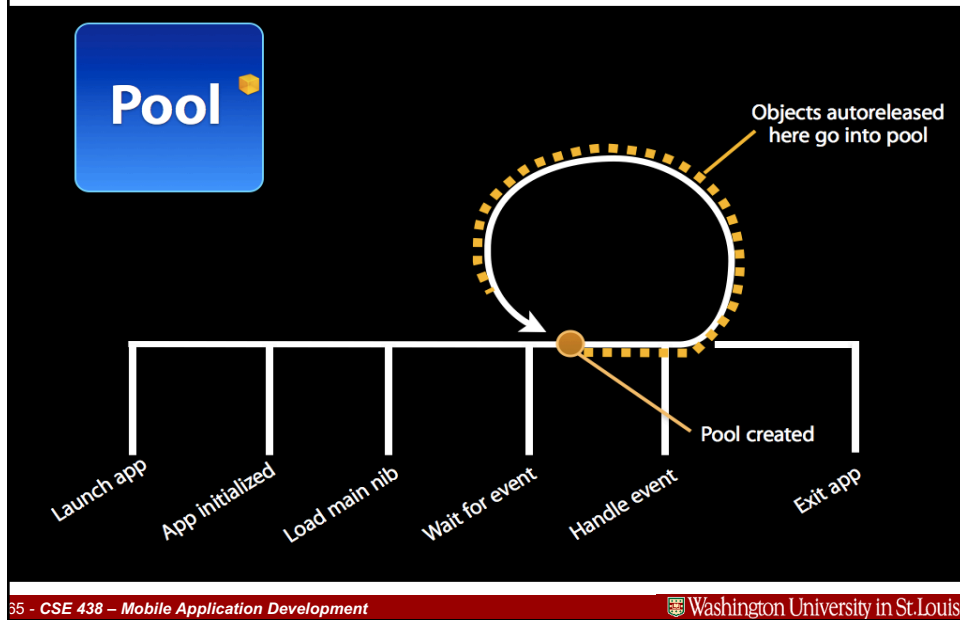 Pool
Objects autoreleased
here go into pool
Pool created
Launch app
App initialized
Load main nib
Wait for event
Handle event
Exit app
65 - CSE 438 – Mobile Application Development
Washington University in St.Louis